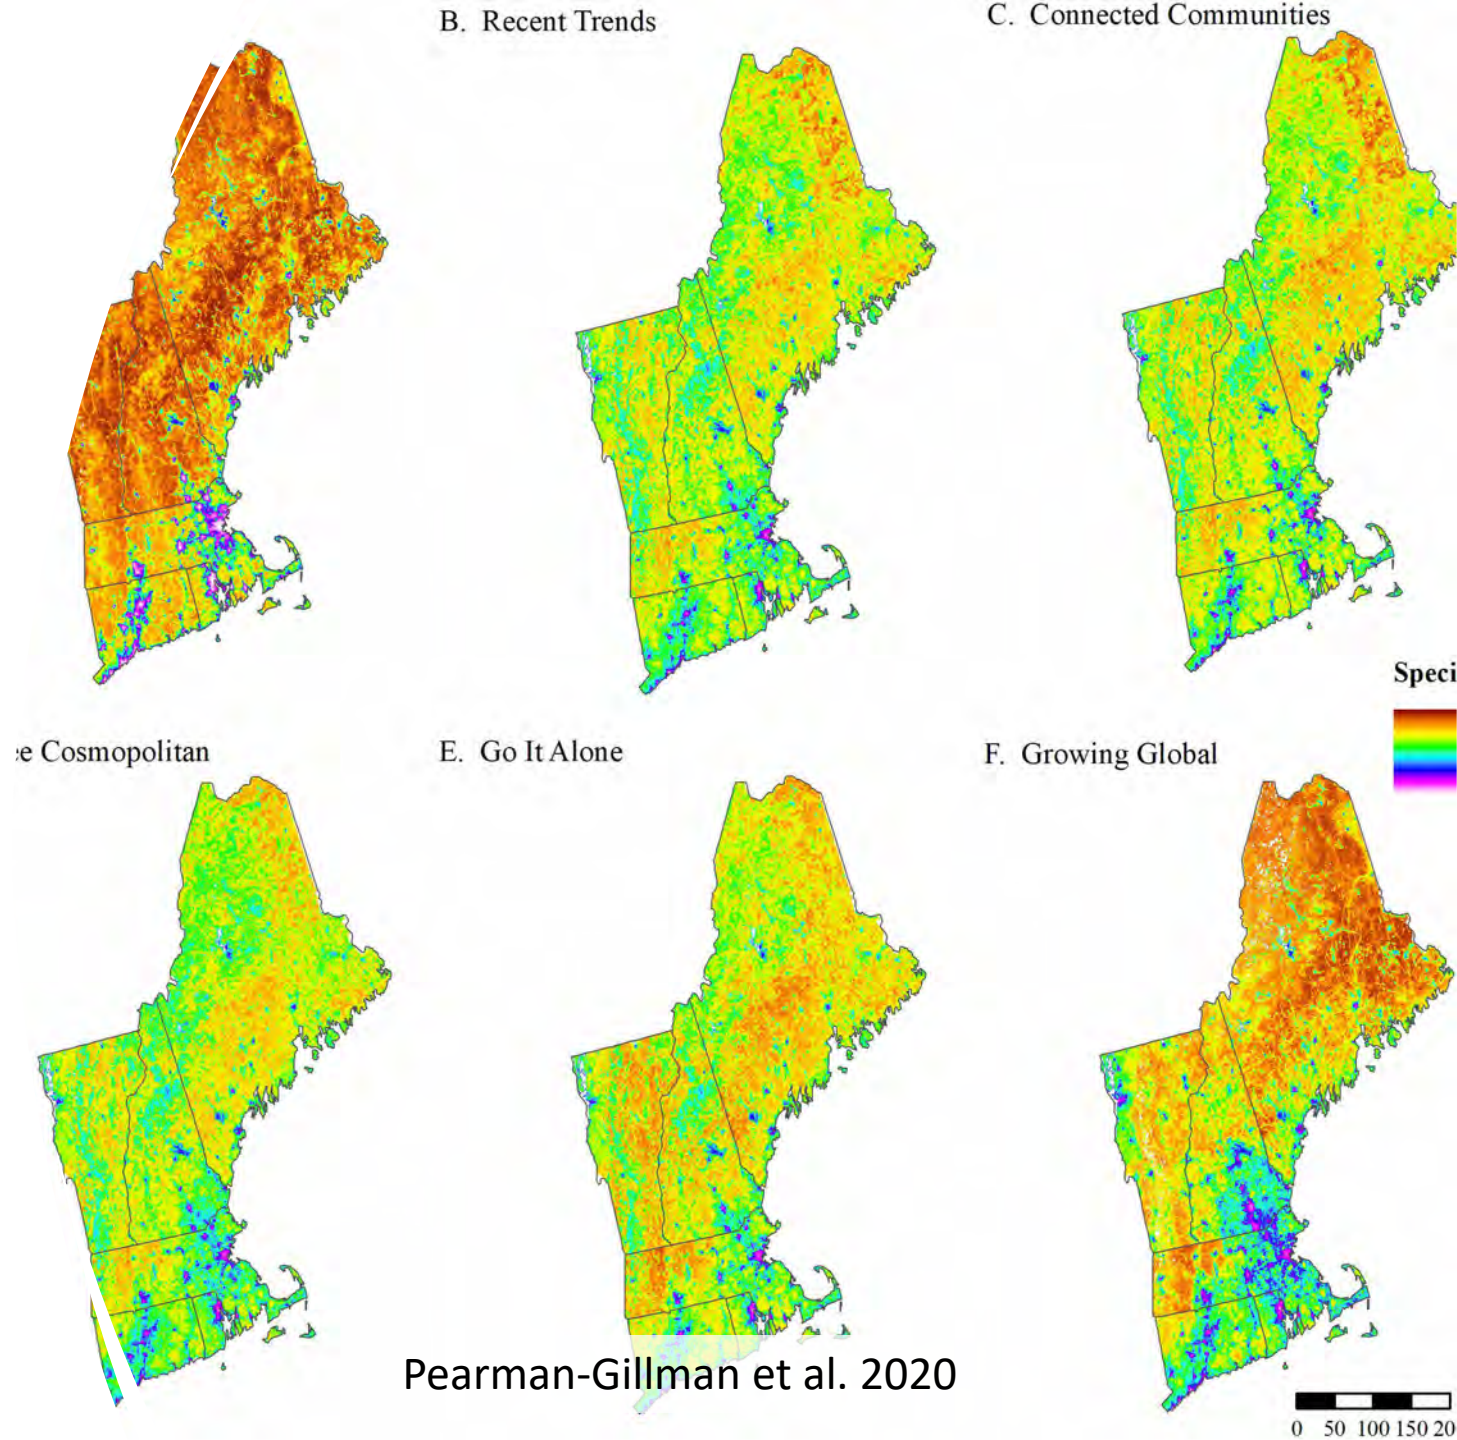 B. Recent Trends
C. Connected Communities
Speci
e Cosmopolitan
E. Go It Alone
F. Growing Global
Pearman-Gillman et al. 2020
0 50 100 150 20